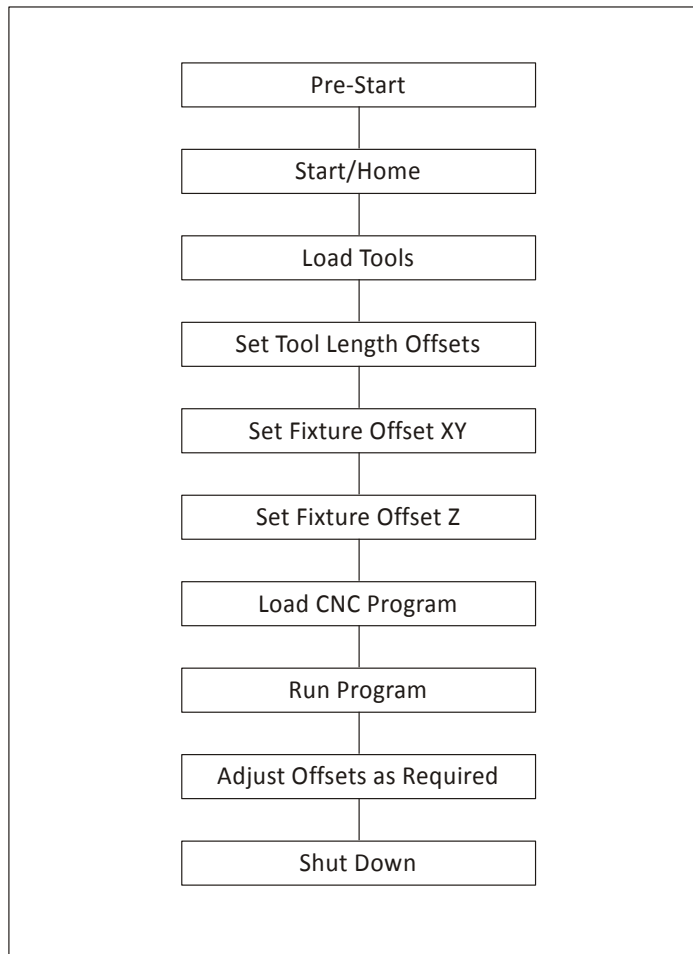 Pre-Start
Start/Home
Load Tools
Set Tool Length Offsets
Set Fixture Offset XY
Set Fixture Offset Z
Load CNC Program
Run Program
Adjust Offsets as Required
Shut Down